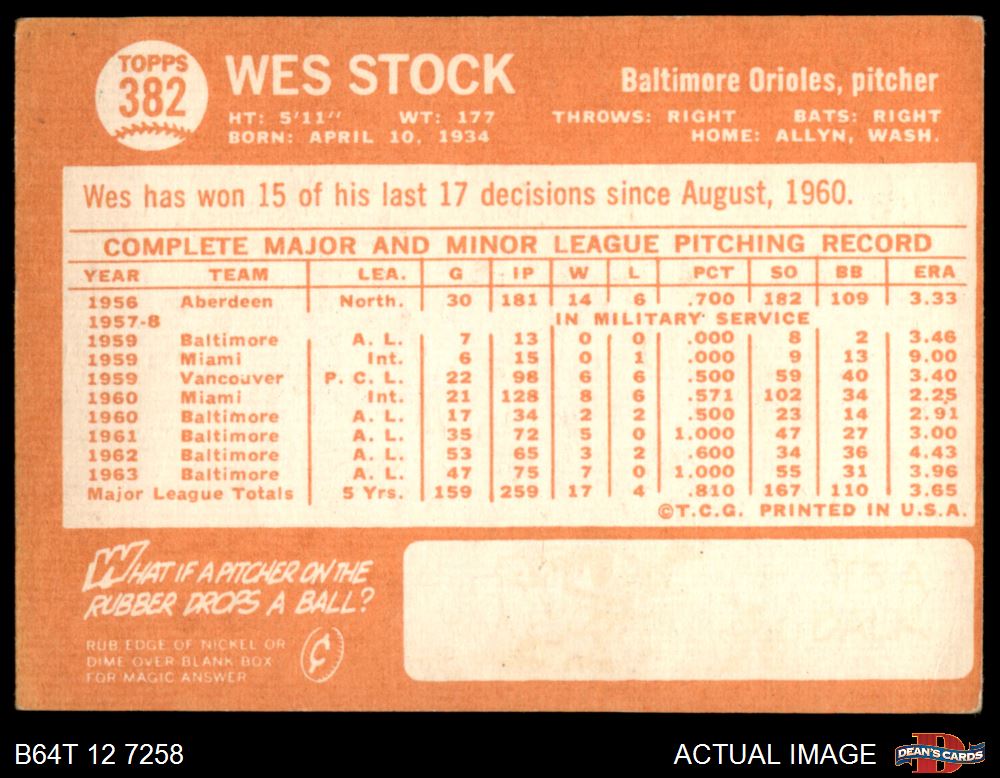 TOPPS
382
WES STOCK
Baltimore Orioles, pitcher
HT: 5'11" WT: 177 THROWS: RIGHT BATS: RIGHT
BORN: APRIL 10, 1934 HOME: ALLYN, WASH.
Wes has won 15 of his last 17 decisions since August, 1960.
COMPLETE MAJOR AND MINOR LEAGUE PITCHING RECORD
YEAR TEAM LEA. G IP W L PCT SO BB ERA
1956 Aberdeen North. 30 181 14 6 .700 182 109 3.33
1957-8 IN MILITARY SERVICE
1959 Baltimore A. L. 7 13 0 0 .000 8 2 3.46
1959 Miami Int. 6 15 0 1 .000 9 13 9.00
1959 Vancouver P. C. L. 22 98 6 6 .500 59 40 3.40
1960 Miami Int. 21 128 8 6 .571 102 34 2.25
1960 Baltimore A. L. 17 34 2 2 .500 23 14 2.91
1961 Baltimore A. L. 35 72 5 0 1.000 47 27 3.00
1962 Baltimore A. L. 53 65 3 2 .600 34 36 4.43
1963 Baltimore A. L. 47 75 7 0 1.000 55 31 3.96
Major League Totals 5 Yrs. 159 259 17 4 .810 167 110 3.65
©T.C.G. PRINTED IN U.S.A.
WHAT IF A PITCHER ON THE
RUBBER DROPS A BALL?
RUB EDGE OF NICKEL OR
DIME OVER BLANK BOX
FOR MAGIC ANSWER
B64T 12 7258
ACTUAL IMAGE
DEAN'S CARDS